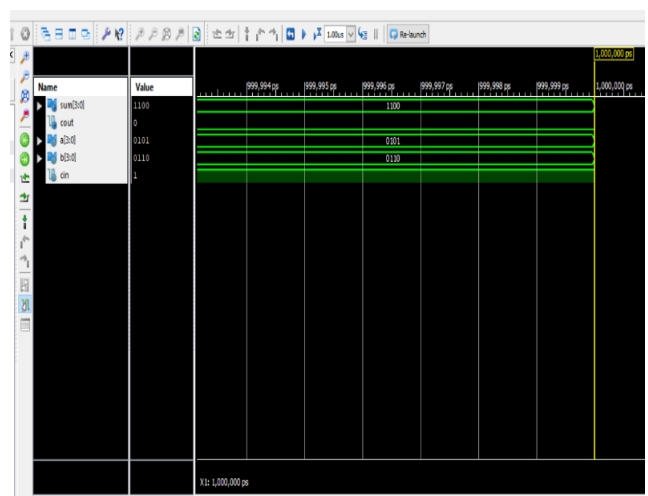 1.00us Re-launch
1,000,000 ps
Name Value 999,994 ps 999,995 ps 999,996 ps 999,997 ps 999,998 ps 999,999 ps 1,000,000 ps
sum[3:0] 1100 1100
cout 0
a[3:0] 0101 0101
b[3:0] 0110 0110
cin 1
X1: 1,000,000 ps